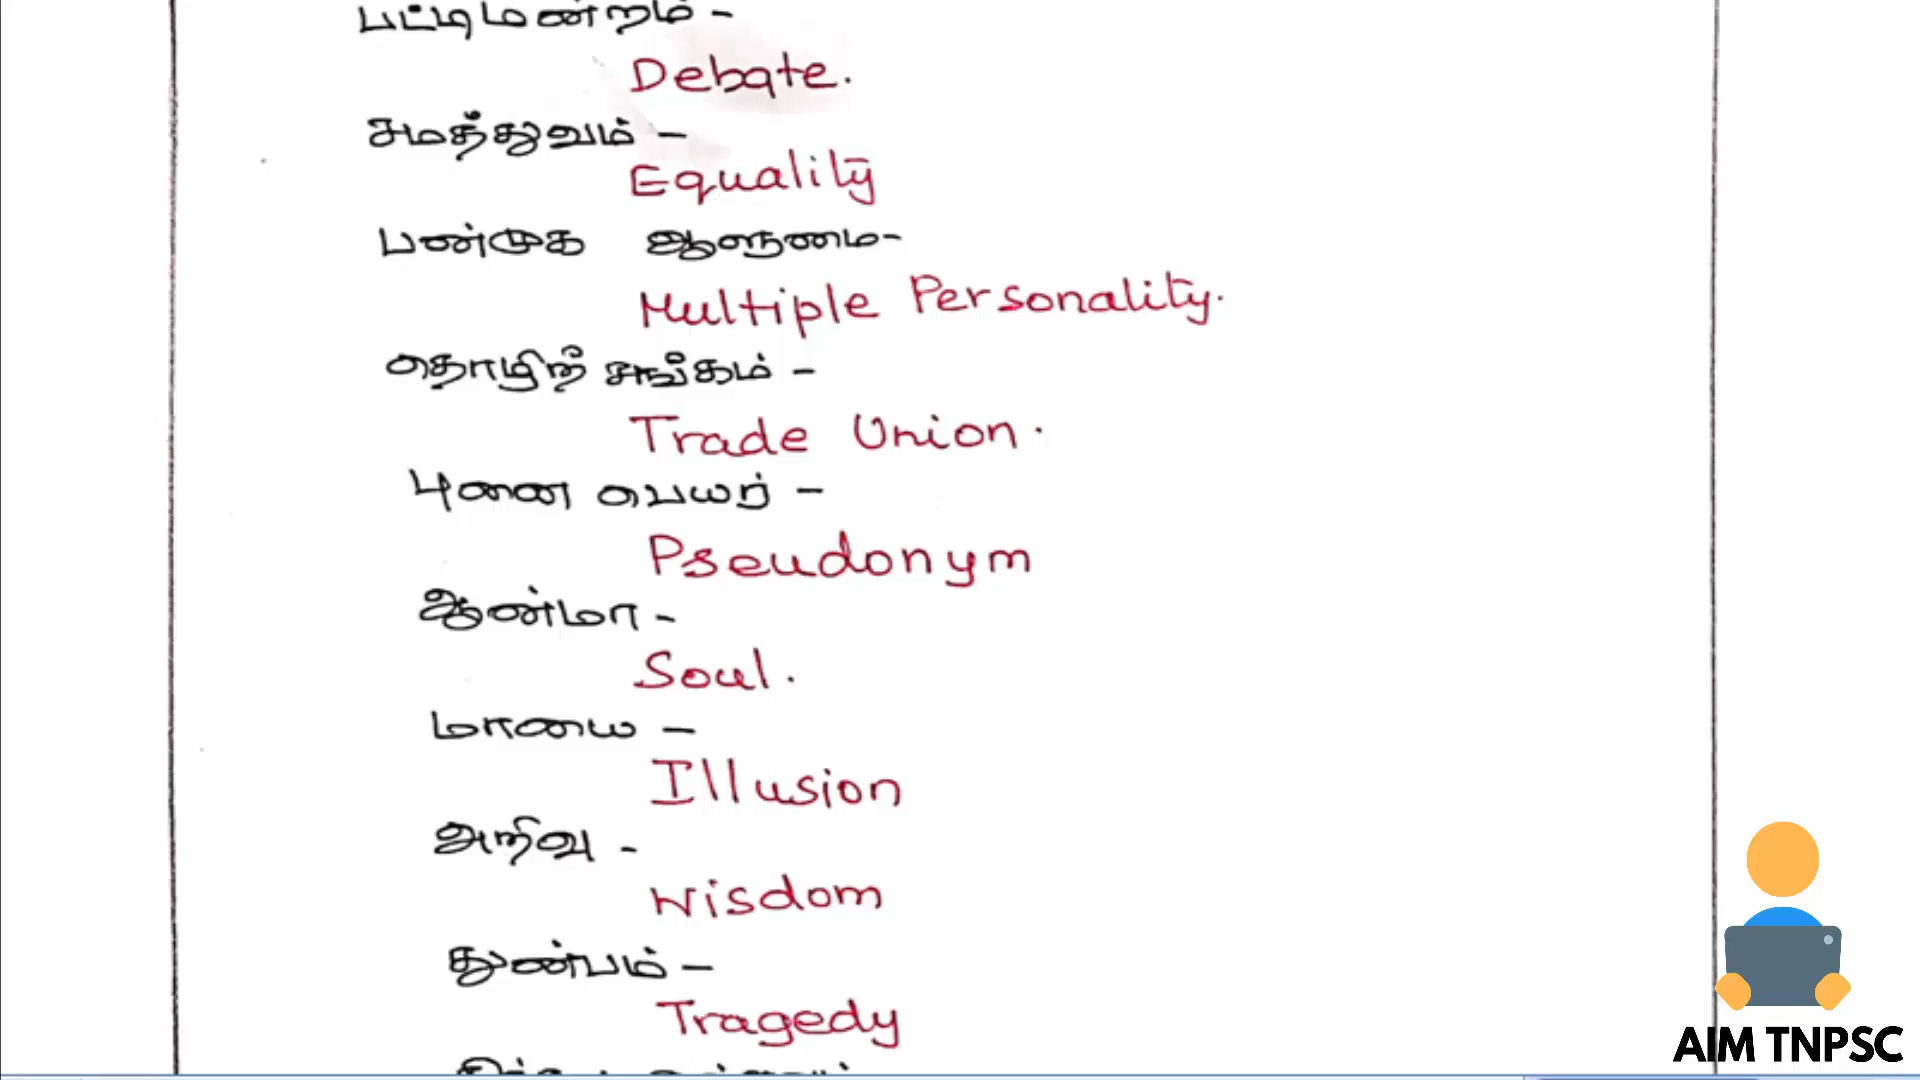 பட்டிமன்றம் -
Debate.
சமத்துவம் -
Equality
பன்முக ஆளுமை-
Multiple Personality.
தொழிற் சங்கம் -
Trade Union.
புனை பெயர் -
Pseudonym
ஆன்மா -
Soul.
மாயை -
Illusion
அறிவு -
Wisdom
துன்பம் -
Tragedy
AIM TNPSC